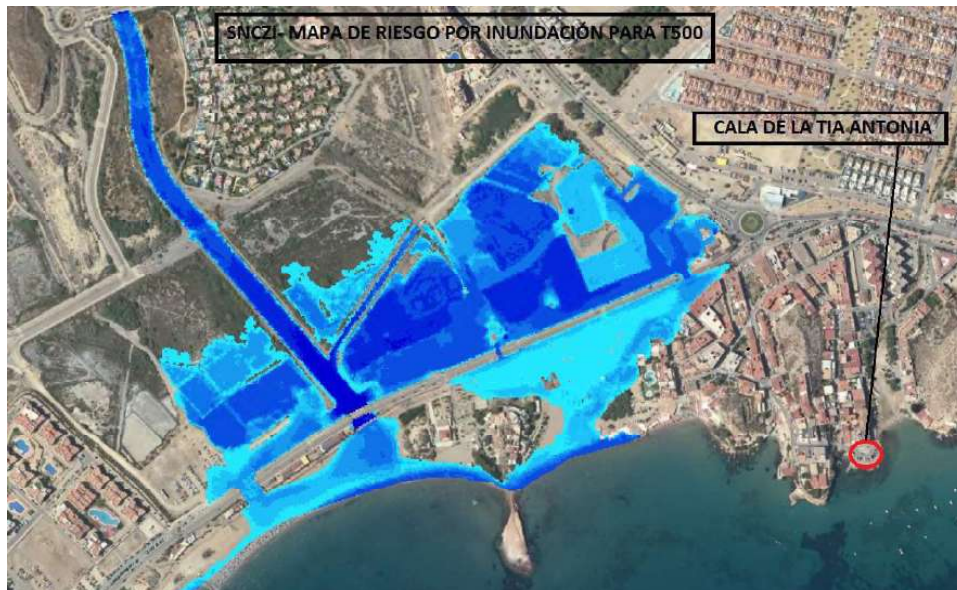 SNCZI- MAPA DE RIESGO POR INUNDACIÓN PARA T500
CALA DE LA TIA ANTONIA